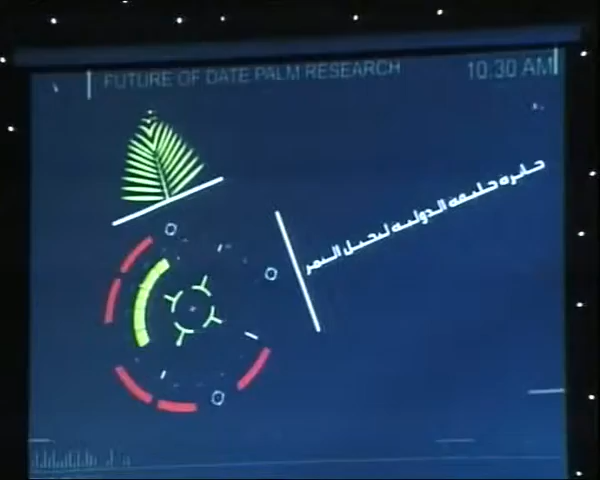 FUTURE OF DATE PALM RESEARCH
10:30 AM
جائزة خليفة الدولية لنخيل التمر